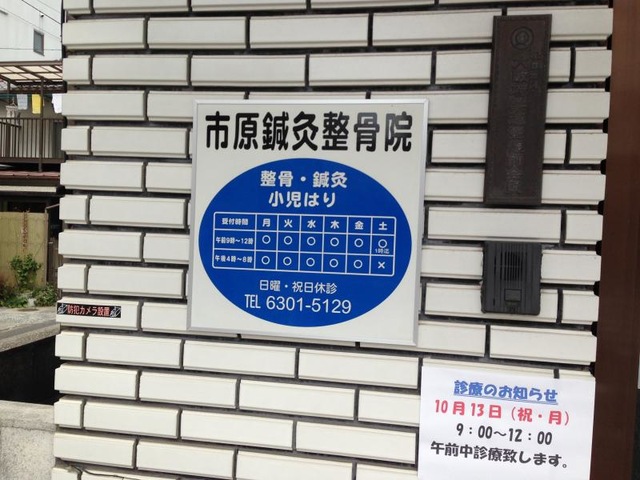 市原鍼灸整骨院
整骨・鍼灸
小児はり
受付時間 月 火 水 木 金 土
午前9時~12時 ○ ○ ○ ○ ○ ○
1時迄
午後4時~8時 ○ ○ ○ ○ ○ ×
日曜・祝日休診
TEL 6301-5129
防犯カメラ設置
診療のお知らせ
10月13日(祝・月)
9:00~12:00
午前中診療致します。